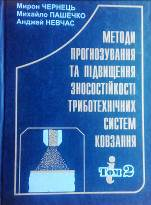 Мирон ЧЕРНЕЦЬ
Михайло ПАШЕЧКО
Анджей НЕВЧАС
МЕТОДИ
ПРОГНОЗУВАННЯ
ТА ПІДВИЩЕННЯ
ЗНОСОСТІЙКОСТІ
ТРИБОТЕХНІЧНИХ
СИСТЕМ
КОВЗАННЯ
Том 2